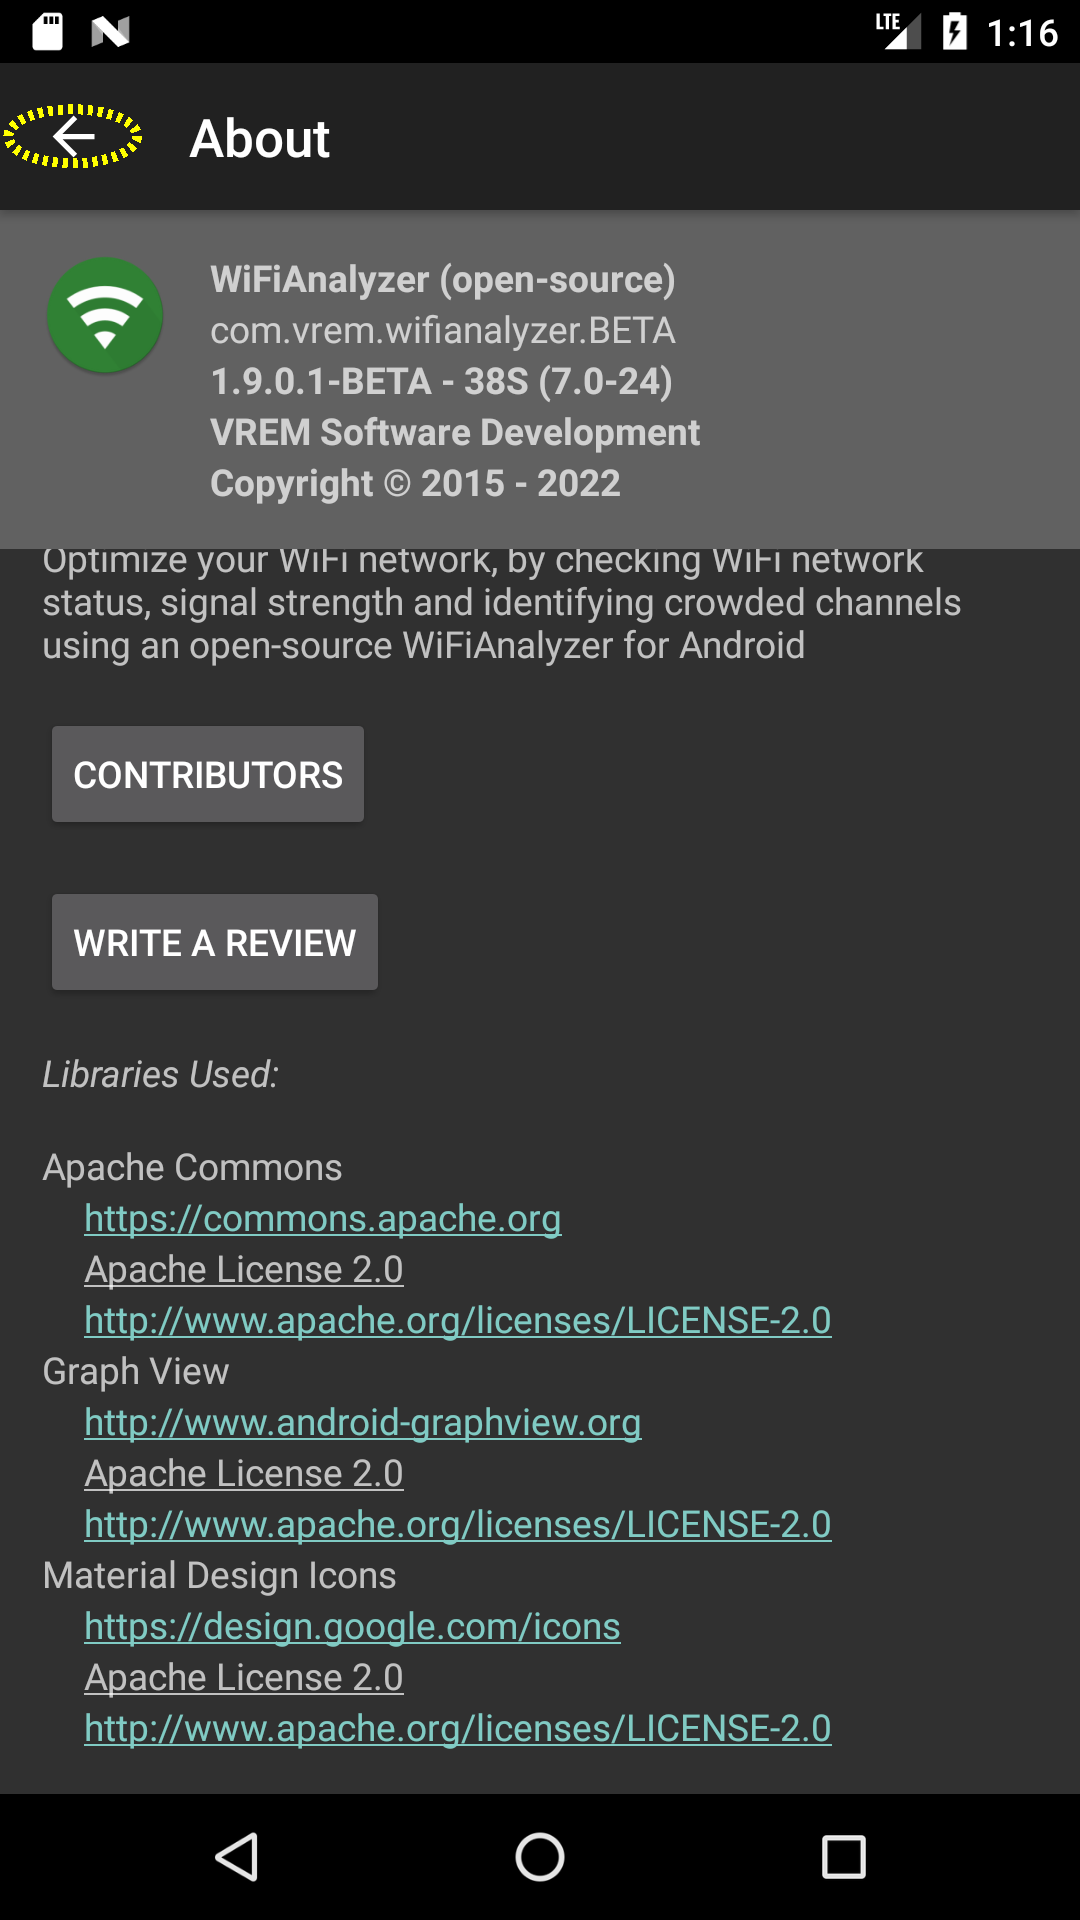 LTE 1:16
About
WiFiAnalyzer (open-source)
com.vrem.wifianalyzer.BETA
1.9.0.1-BETA - 38S (7.0-24)
VREM Software Development
Copyright © 2015 - 2022
Optimize your WiFi network, by checking WiFi network
status, signal strength and identifying crowded channels
using an open-source WiFiAnalyzer for Android
CONTRIBUTORS
WRITE A REVIEW
Libraries Used:
Apache Commons
https://commons.apache.org
Apache License 2.0
http://www.apache.org/licenses/LICENSE-2.0
Graph View
http://www.android-graphview.org
Apache License 2.0
http://www.apache.org/licenses/LICENSE-2.0
Material Design Icons
https://design.google.com/icons
Apache License 2.0
http://www.apache.org/licenses/LICENSE-2.0